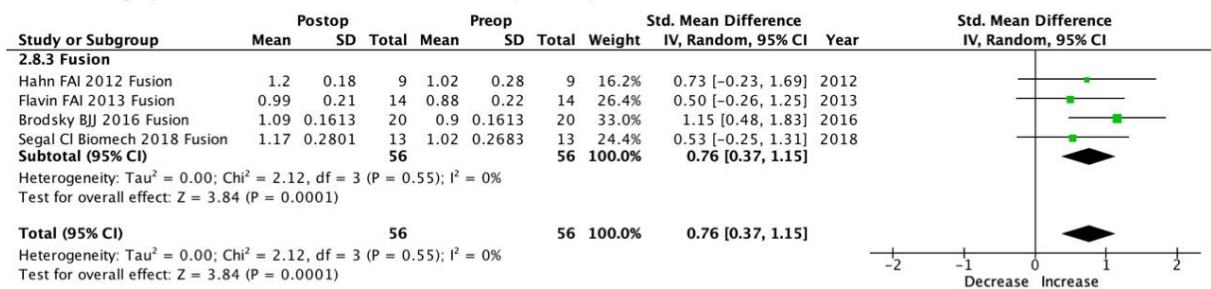 Postop Preop Std. Mean Difference Std. Mean Difference
Study or Subgroup Mean SD Total Mean SD Total Weight IV, Random, 95% CI Year IV, Random, 95% CI
2.8.3 Fusion
Hahn FAI 2012 Fusion 1.2 0.18 9 1.02 0.28 9 16.2% 0.73 [-0.23, 1.69] 2012
Flavin FAI 2013 Fusion 0.99 0.21 14 0.88 0.22 14 26.4% 0.50 [-0.26, 1.25] 2013
Brodsky BJJ 2016 Fusion 1.09 0.1613 20 0.9 0.1613 20 33.0% 1.15 [0.48, 1.83] 2016
Segal Cl Biomech 2018 Fusion 1.17 0.2801 13 1.02 0.2683 13 24.4% 0.53 [-0.25, 1.31] 2018
Subtotal (95% CI) 56 56 100.0% 0.76 [0.37, 1.15]
Heterogeneity: Tau² = 0.00; Chi² = 2.12, df = 3 (P = 0.55); I² = 0%
Test for overall effect: Z = 3.84 (P = 0.0001)
Total (95% CI) 56 56 100.0% 0.76 [0.37, 1.15]
Heterogeneity: Tau² = 0.00; Chi² = 2.12, df = 3 (P = 0.55); I² = 0%
Test for overall effect: Z = 3.84 (P = 0.0001)
-2 -1 0 1 2
Decrease Increase